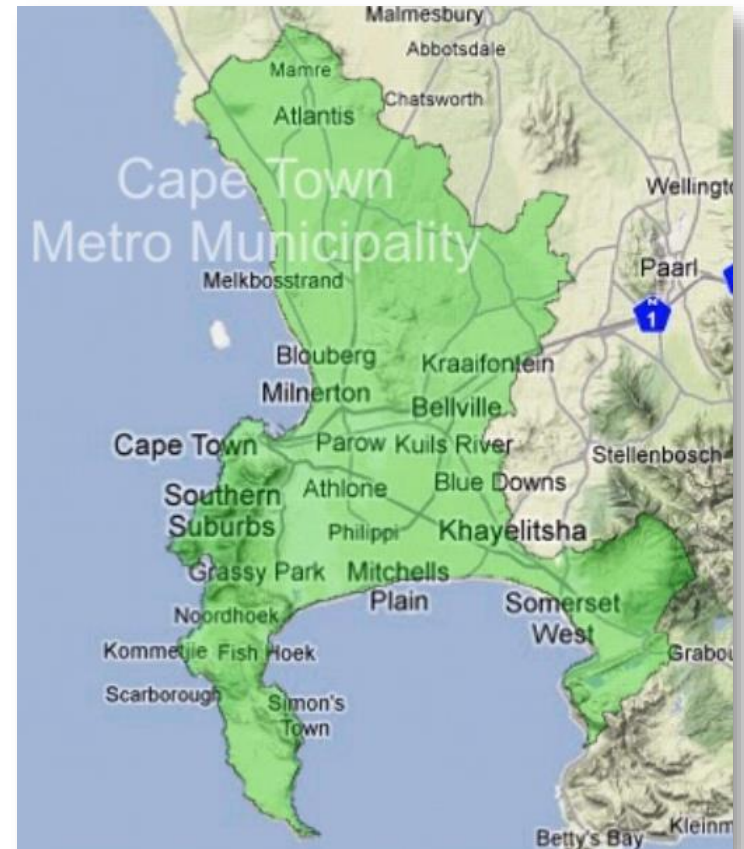 Malmesbury
Abbotsdale
Mamre
Chatsworth
Atlantis
Cape Town
Metro Municipality
Paarl
N
1
Melkbosstrand
Blouberg
Kraaifontein
Milnerton
Bellville
Cape Town
Parow
Kuils River
Stellenbosch
Southern
Suburbs
Athlone
Blue Downs
Philippi
Khayelitsha
Grassy Park
Mitchells
Plain
Somerset
West
Noordhoek
Kommetjie
Fish Hoek
Scarborough
Simon's
Town
Betty's Bay